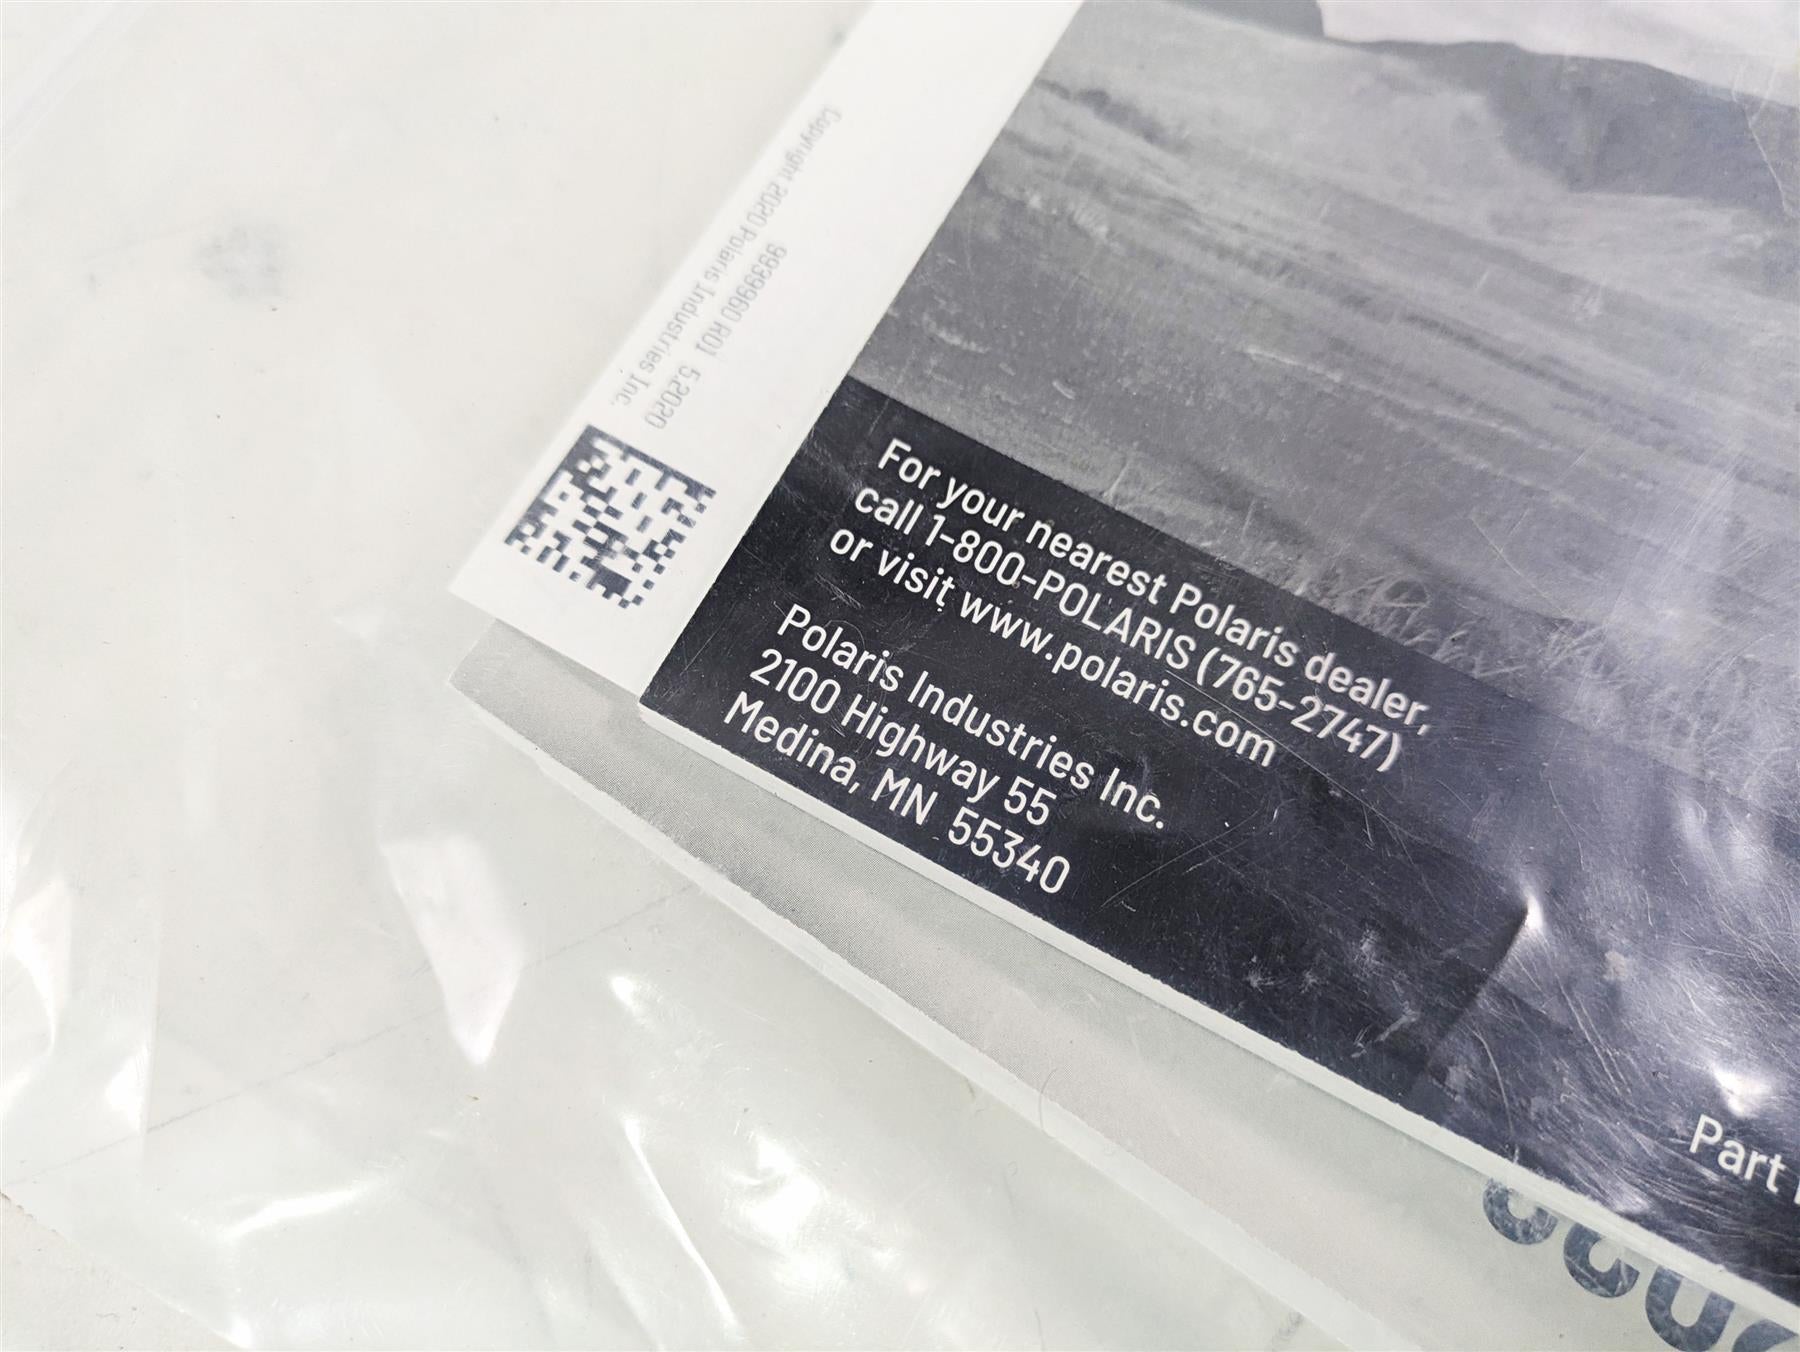 Copyright 2020 Polaris Industries Inc.
9939960 R01 5.2020
For your nearest Polaris dealer,
call 1-800-POLARIS (765-2747)
or visit www.polaris.com
Polaris Industries Inc.
2100 Highway 55
Medina, MN 55340
Part